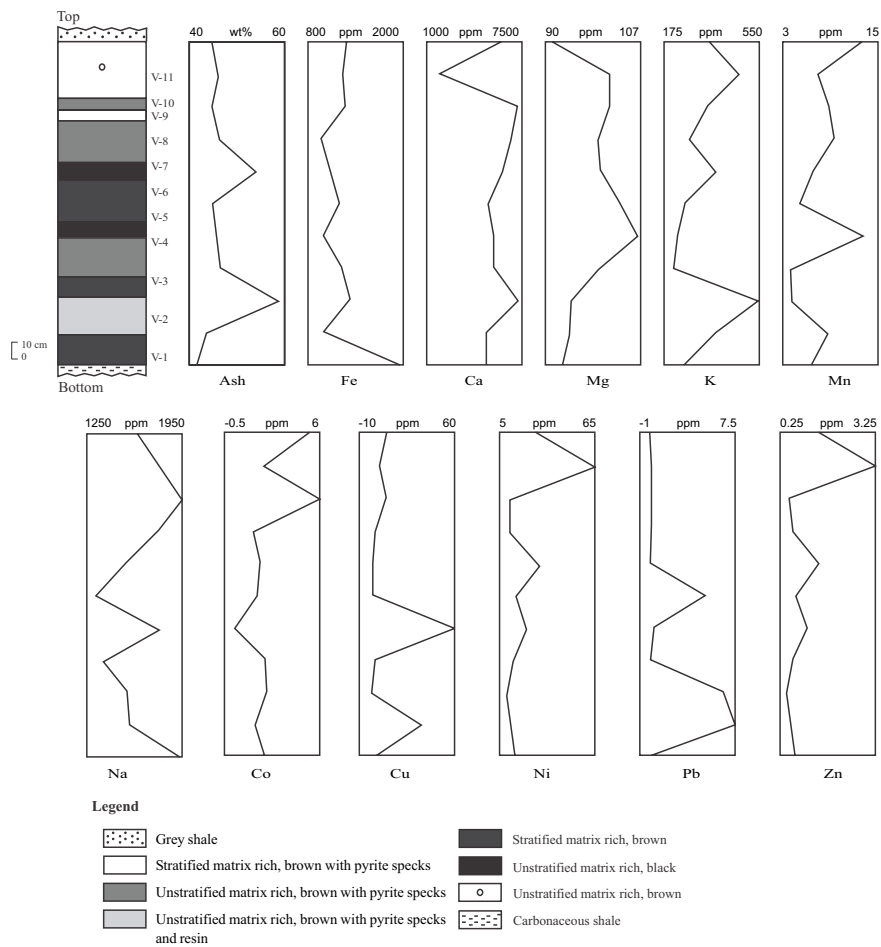 Top
V-11
V-10
V-9
V-8
V-7
V-6
V-5
V-4
V-3
V-2
V-1
10 cm
0
Bottom
40 wt% 60
Ash
800 ppm 2000
Fe
1000 ppm 7500
Ca
90 ppm 107
Mg
175 ppm 550
K
3 ppm 15
Mn
1250 ppm 1950
Na
-0.5 ppm 6
Co
-10 ppm 60
Cu
5 ppm 65
Ni
-1 ppm 7.5
Pb
0.25 ppm 3.25
Zn
Legend
Grey shale
Stratified matrix rich, brown with pyrite specks
Unstratified matrix rich, brown with pyrite specks
Unstratified matrix rich, brown with pyrite specks
and resin
Stratified matrix rich, brown
Unstratified matrix rich, black
Unstratified matrix rich, brown
Carbonaceous shale